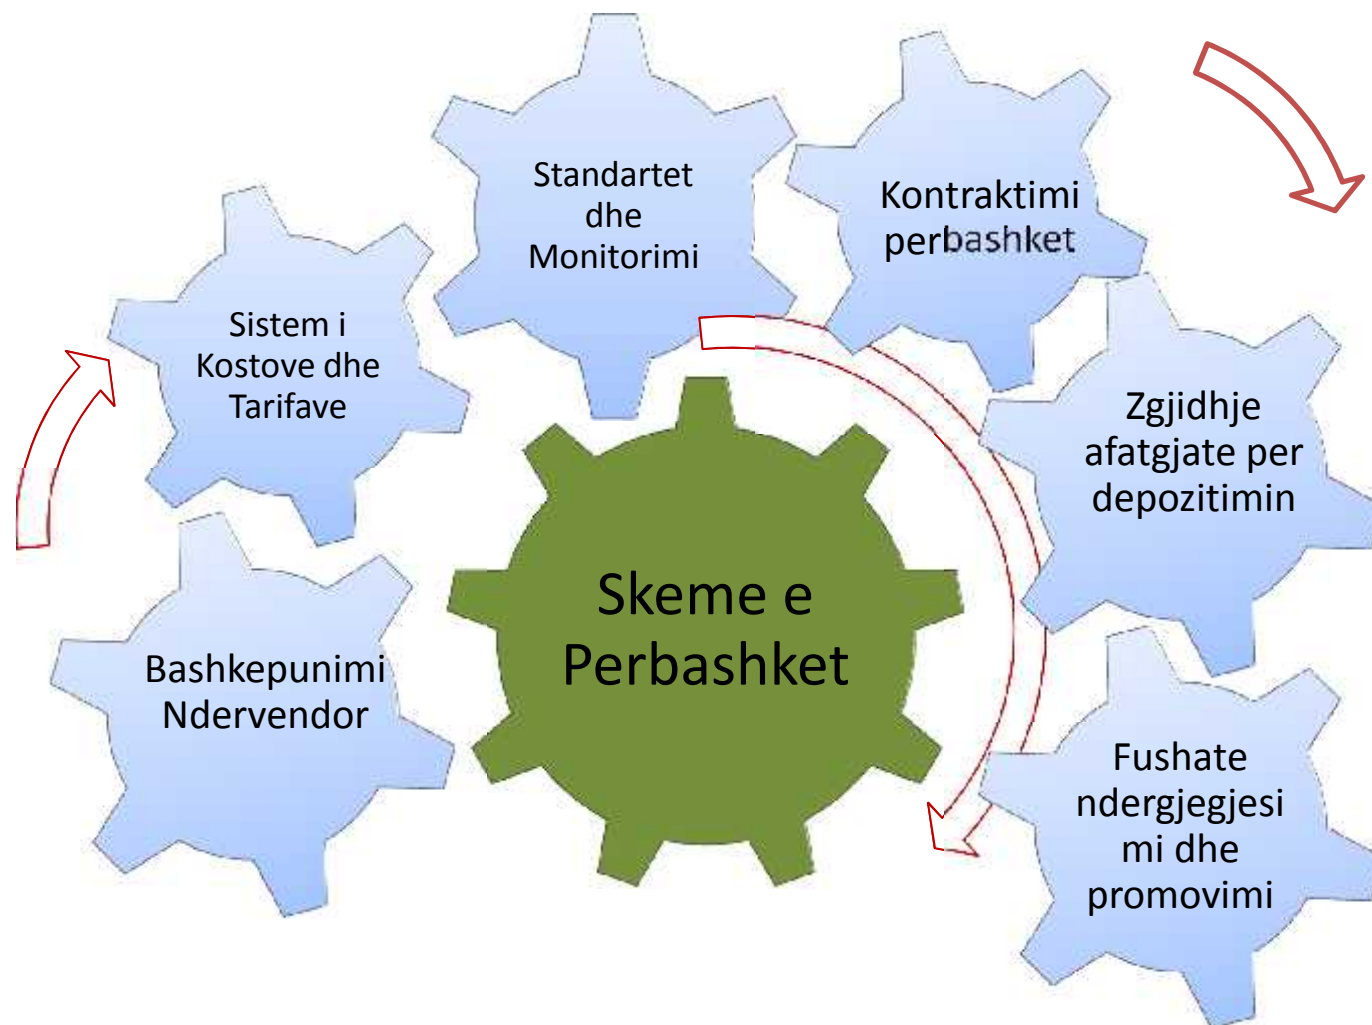 Standartet
dhe
Monitorimi
Kontraktimi
perbashket
Sistem i
Kostove dhe
Tarifave
Zgjidhje
afatgjate per
depozitimin
Skeme e
Perbashket
Bashkepunimi
Ndervendor
Fushate
ndergjegjesi
mi dhe
promovimi